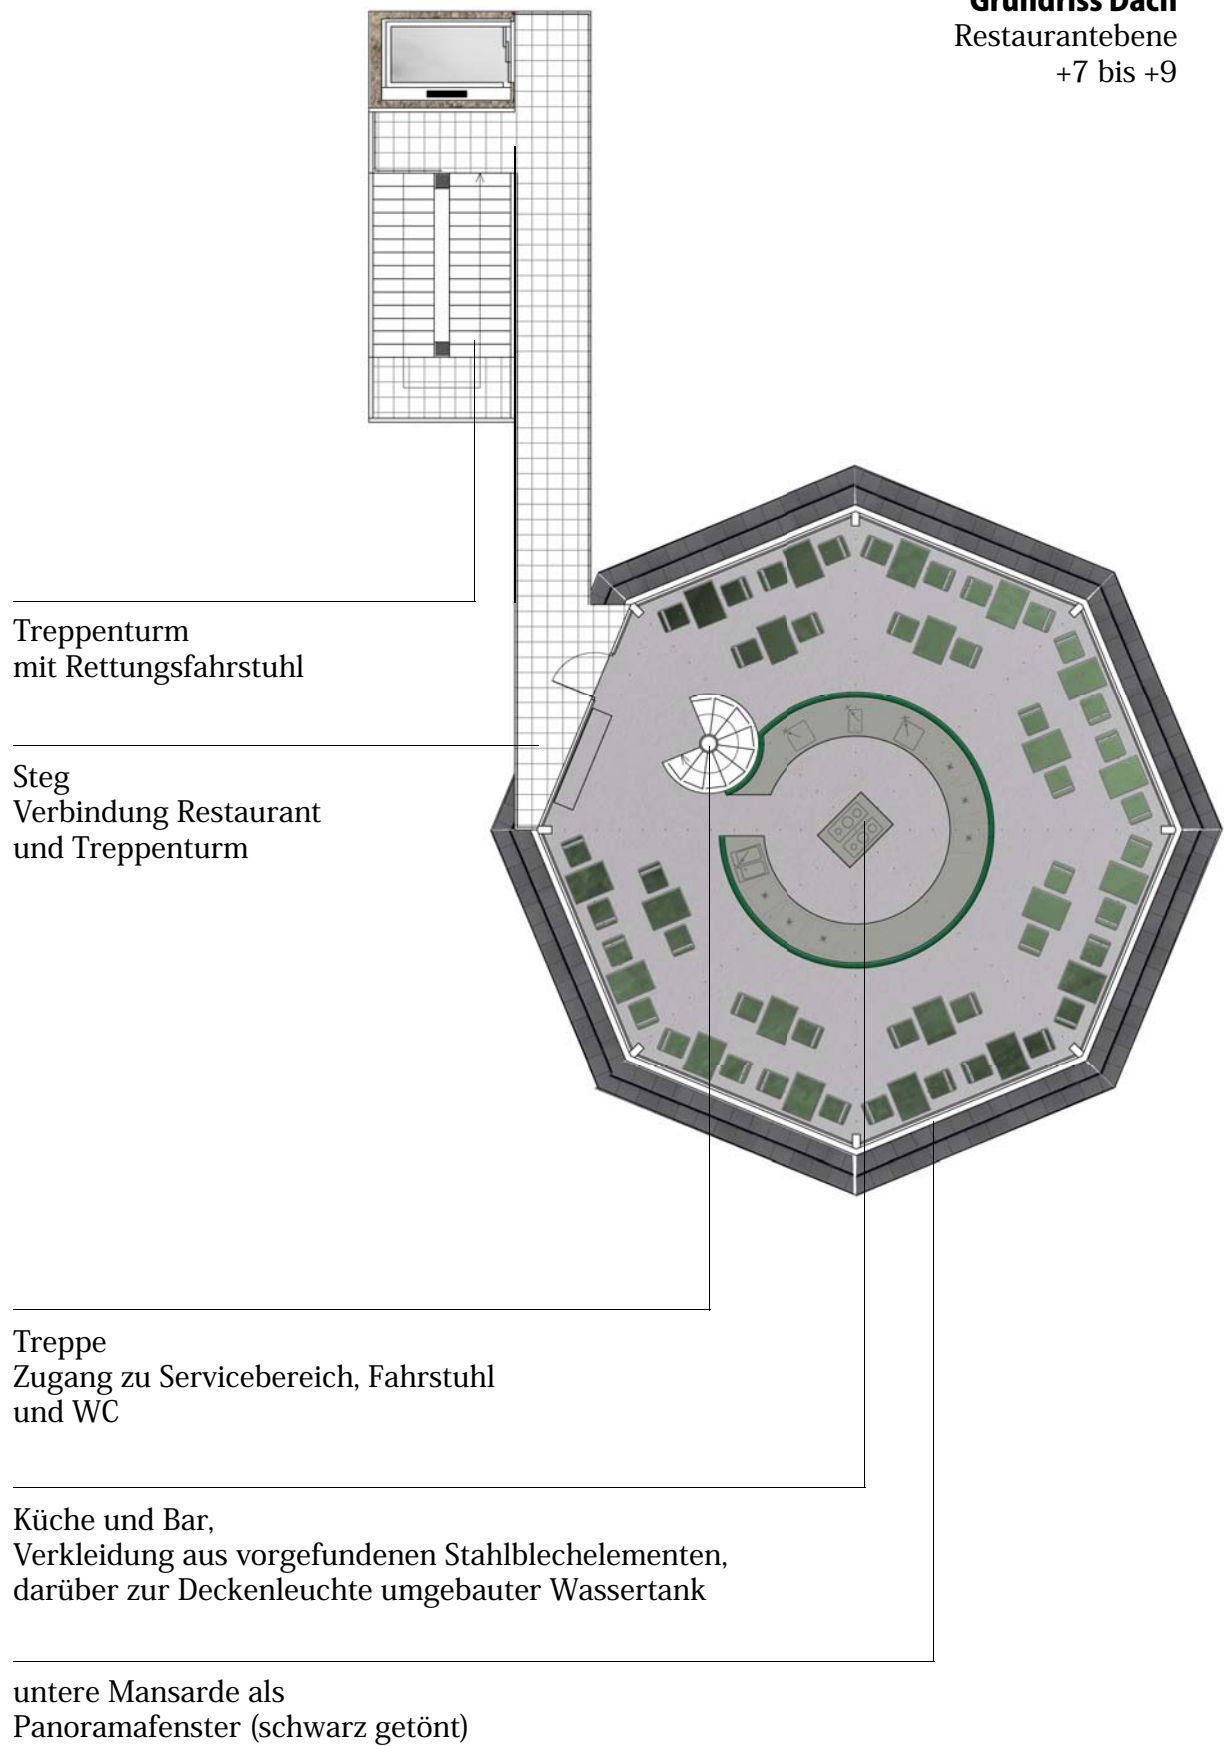 Grundriss Dach
Restaurantebene
+7 bis +9
Treppenturm
mit Rettungsfahrstuhl
Steg
Verbindung Restaurant
und Treppenturm
Treppe
Zugang zu Servicebereich, Fahrstuhl
und WC
Küche und Bar,
Verkleidung aus vorgefundenen Stahlblechelementen,
darüber zur Deckenleuchte umgebauter Wassertank
untere Mansarde als
Panoramafenster (schwarz getönt)